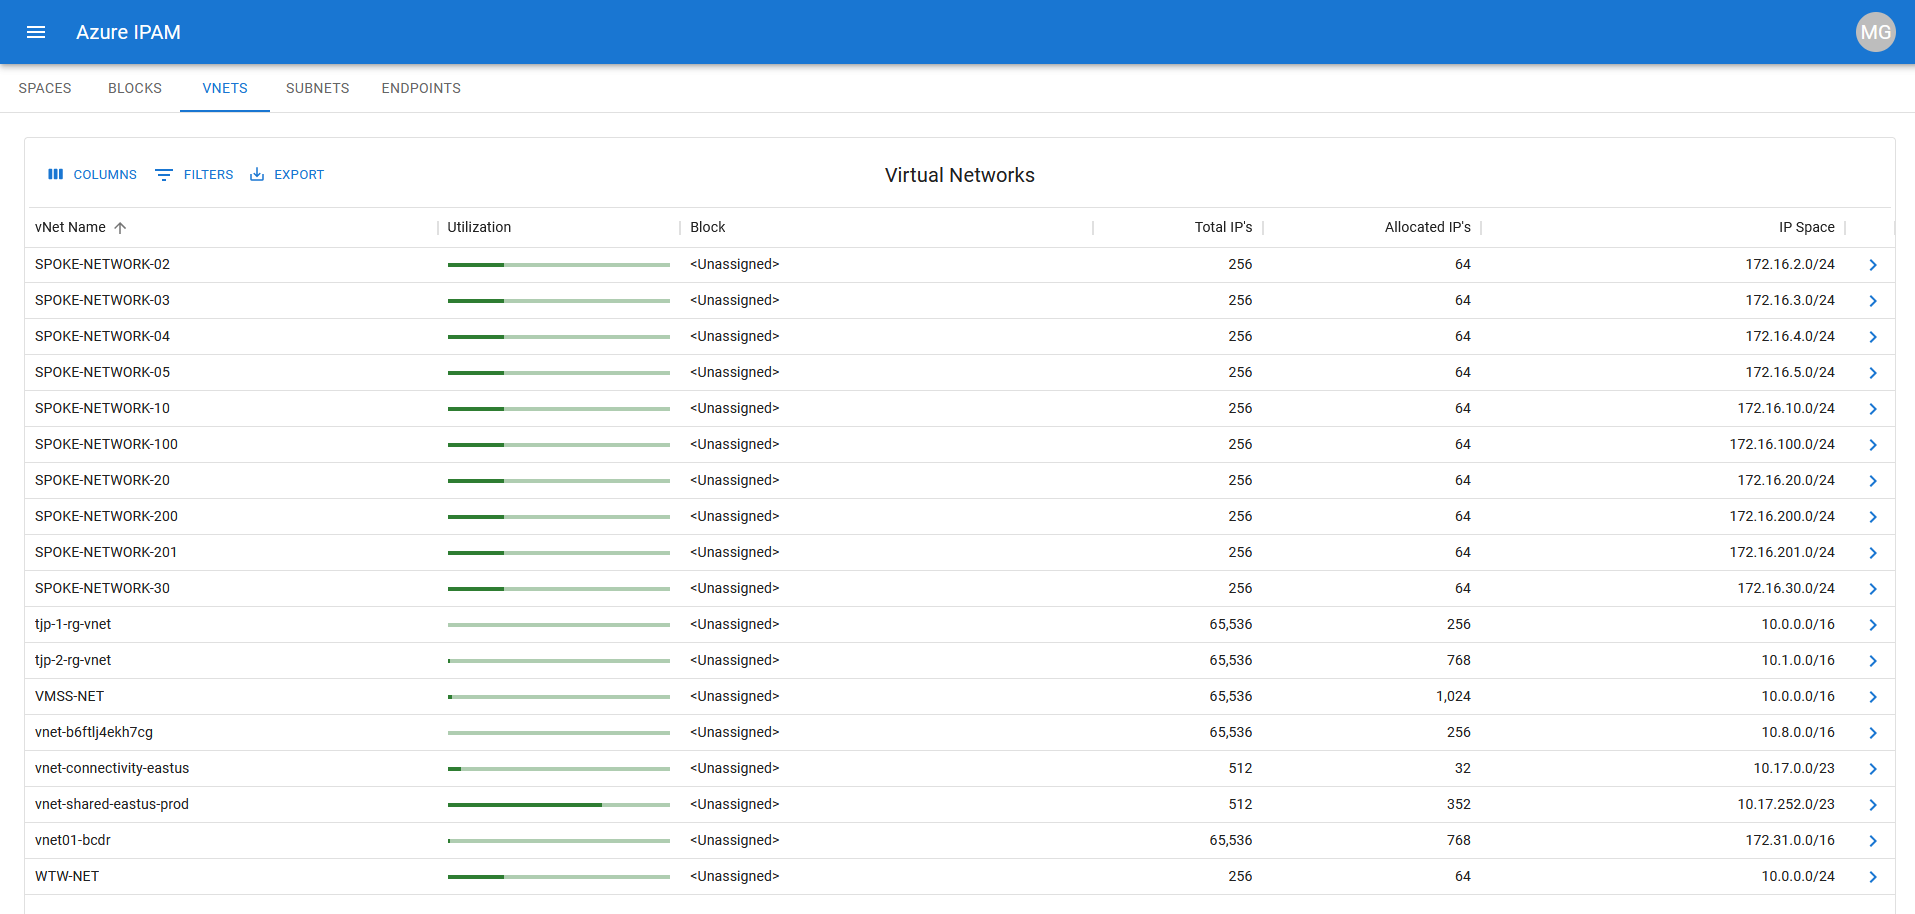 Azure IPAM MG
SPACES BLOCKS VNETS SUBNETS ENDPOINTS
COLUMNS FILTERS EXPORT Virtual Networks
vNet Name Utilization Block Total IP's Allocated IP's IP Space
SPOKE-NETWORK-02 <Unassigned> 256 64 172.16.2.0/24
SPOKE-NETWORK-03 <Unassigned> 256 64 172.16.3.0/24
SPOKE-NETWORK-04 <Unassigned> 256 64 172.16.4.0/24
SPOKE-NETWORK-05 <Unassigned> 256 64 172.16.5.0/24
SPOKE-NETWORK-10 <Unassigned> 256 64 172.16.10.0/24
SPOKE-NETWORK-100 <Unassigned> 256 64 172.16.100.0/24
SPOKE-NETWORK-20 <Unassigned> 256 64 172.16.20.0/24
SPOKE-NETWORK-200 <Unassigned> 256 64 172.16.200.0/24
SPOKE-NETWORK-201 <Unassigned> 256 64 172.16.201.0/24
SPOKE-NETWORK-30 <Unassigned> 256 64 172.16.30.0/24
tjp-1-rg-vnet <Unassigned> 65,536 256 10.0.0.0/16
tjp-2-rg-vnet <Unassigned> 65,536 768 10.1.0.0/16
VMSS-NET <Unassigned> 65,536 1,024 10.0.0.0/16
vnet-b6ftlj4ekh7cg <Unassigned> 65,536 256 10.8.0.0/16
vnet-connectivity-eastus <Unassigned> 512 32 10.17.0.0/23
vnet-shared-eastus-prod <Unassigned> 512 352 10.17.252.0/23
vnet01-bcdr <Unassigned> 65,536 768 172.31.0.0/16
WTW-NET <Unassigned> 256 64 10.0.0.0/24